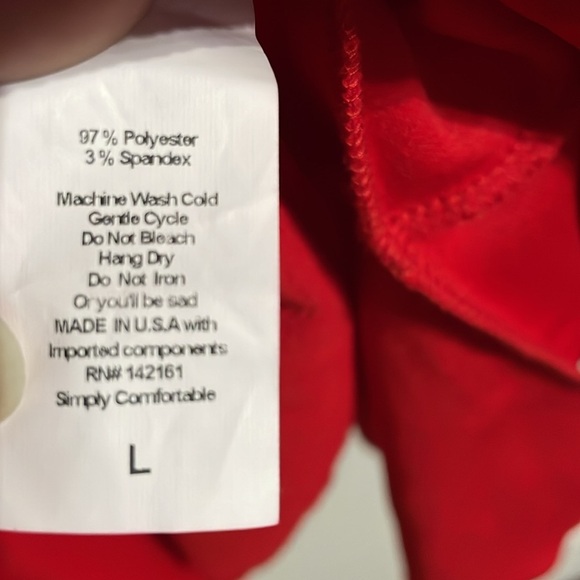 97 % Polyester
3 % Spandex
Machine Wash Cold
Gentle Cycle
Do Not Bleach
Hang Dry
Do Not Iron
Or you'll be sad
MADE IN U.S.A with
Imported components
RN# 142161
Simply Comfortable
L